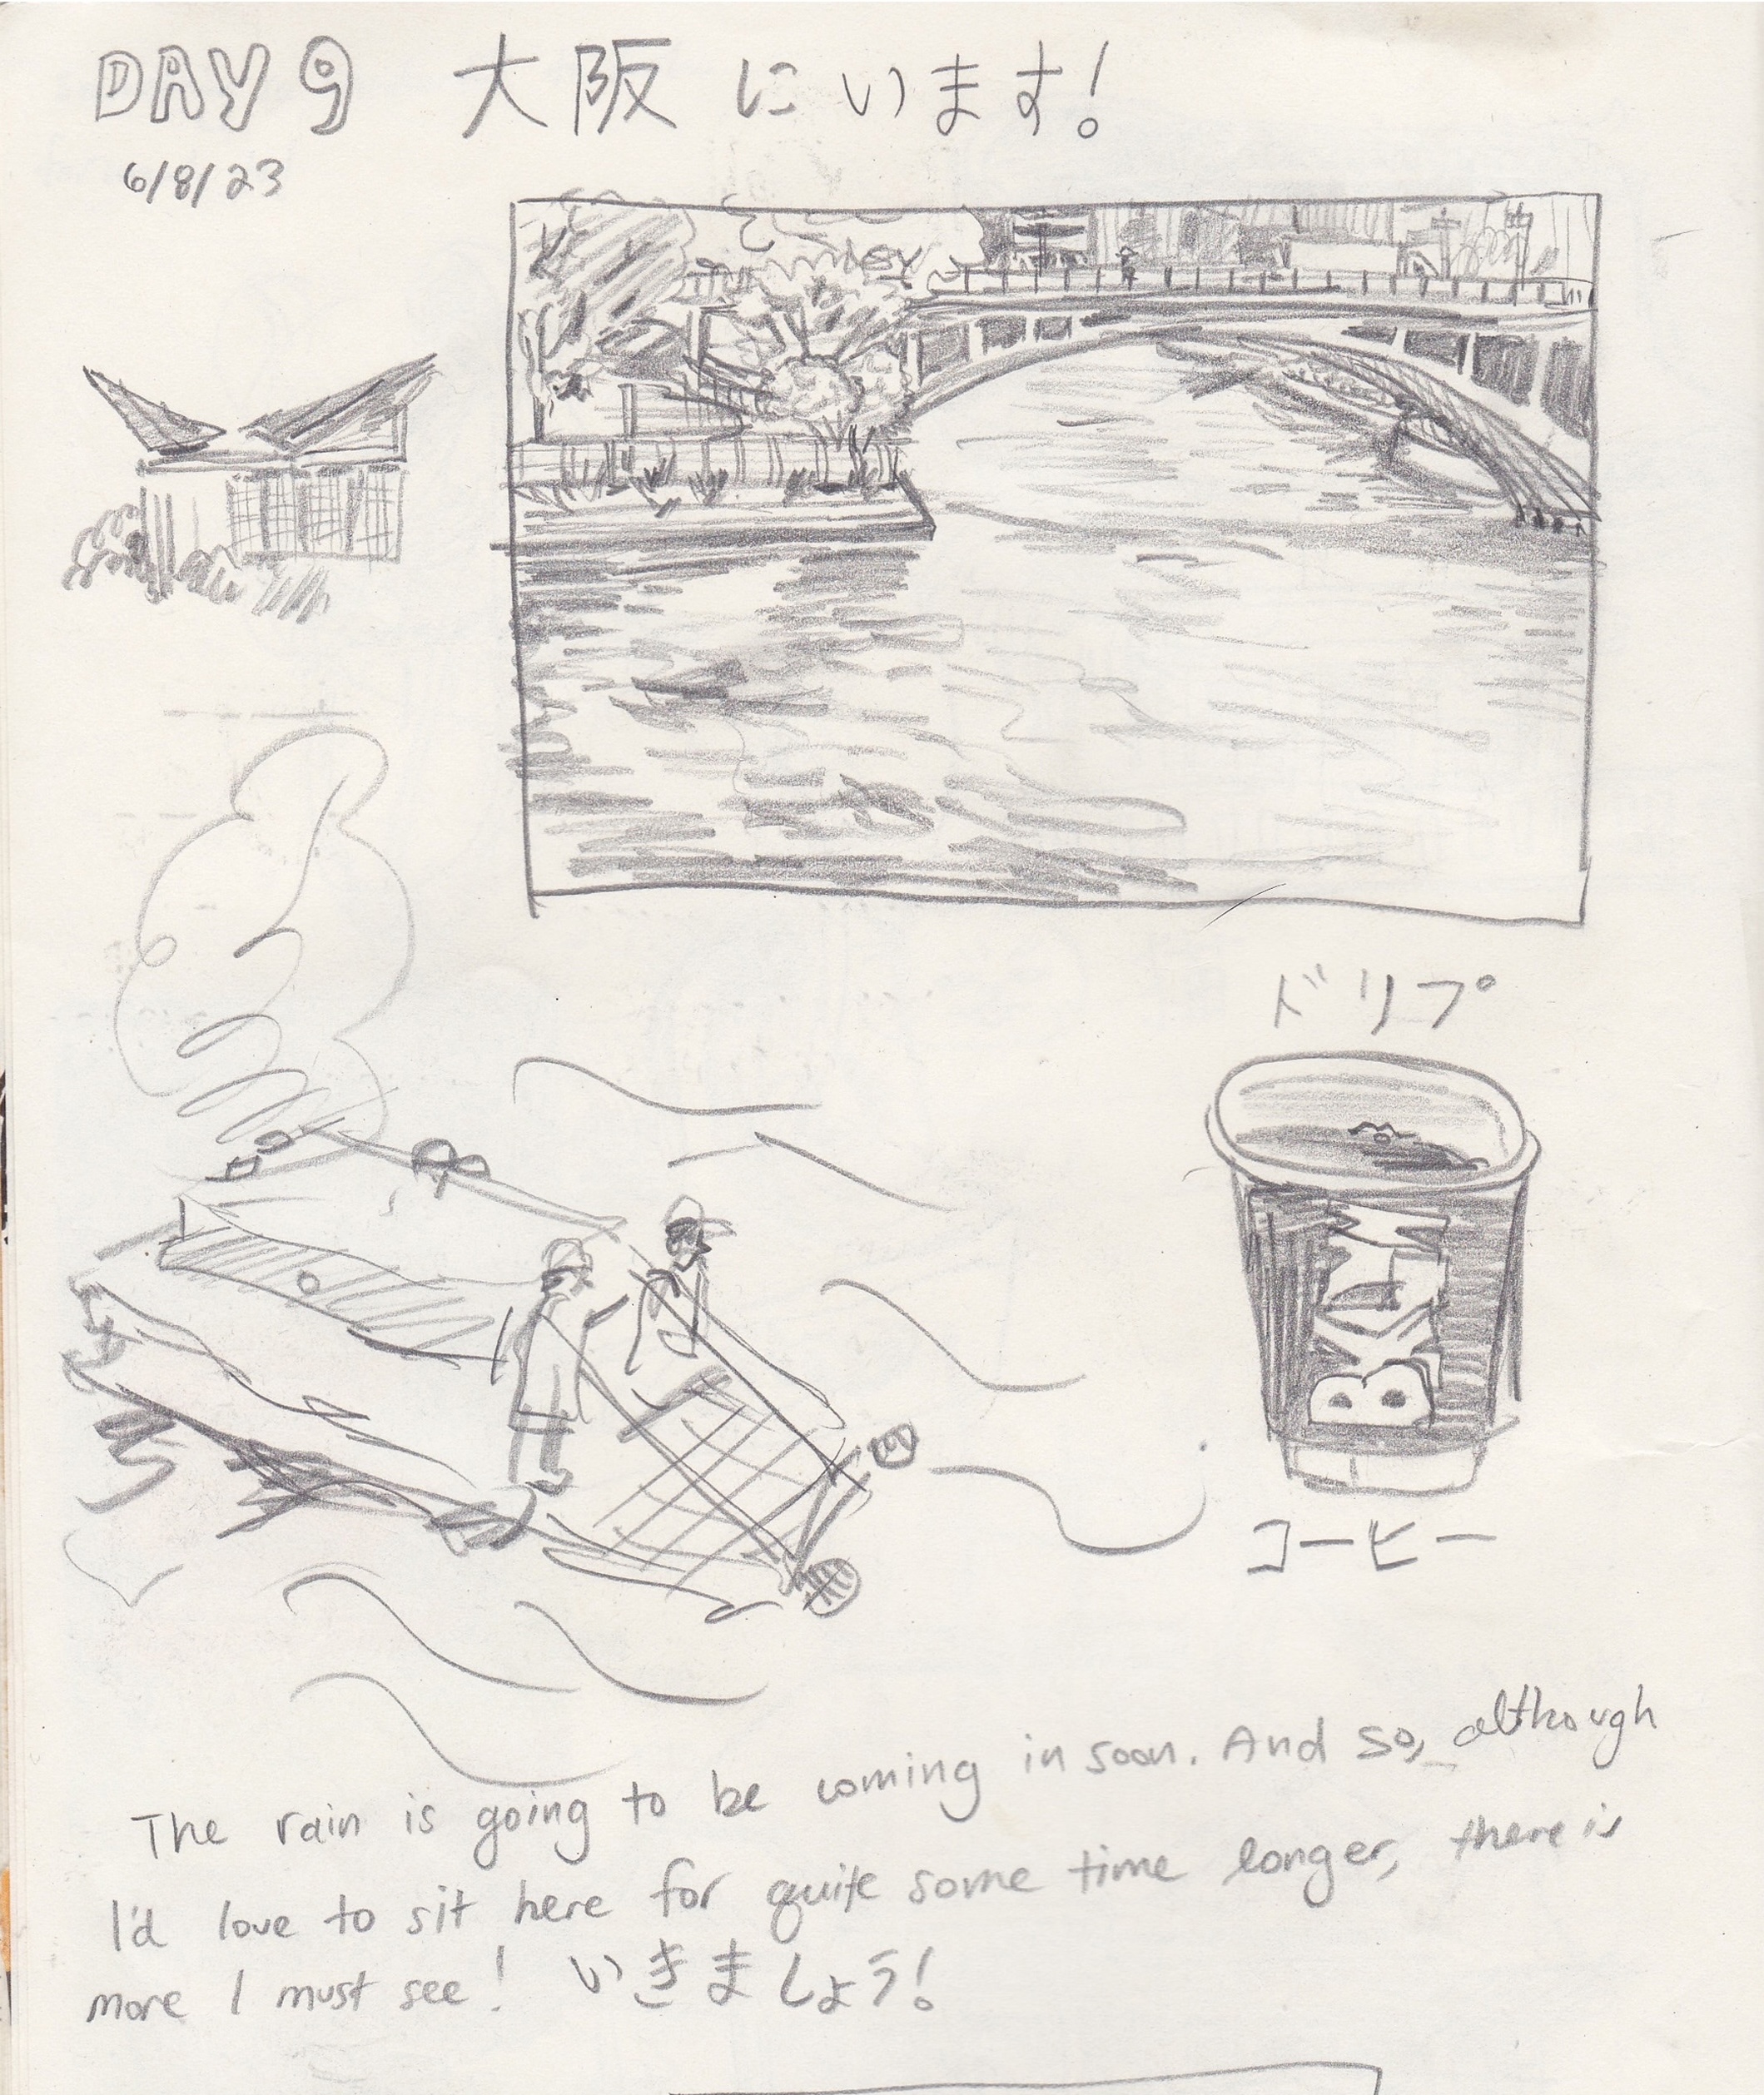 DAY 9 大阪にいます!
6/8/23
ドリプ
コーヒー
The rain is going to be coming in soon. And so, although
I'd love to sit here for quite some time longer, there is
more I must see! いきましょう!